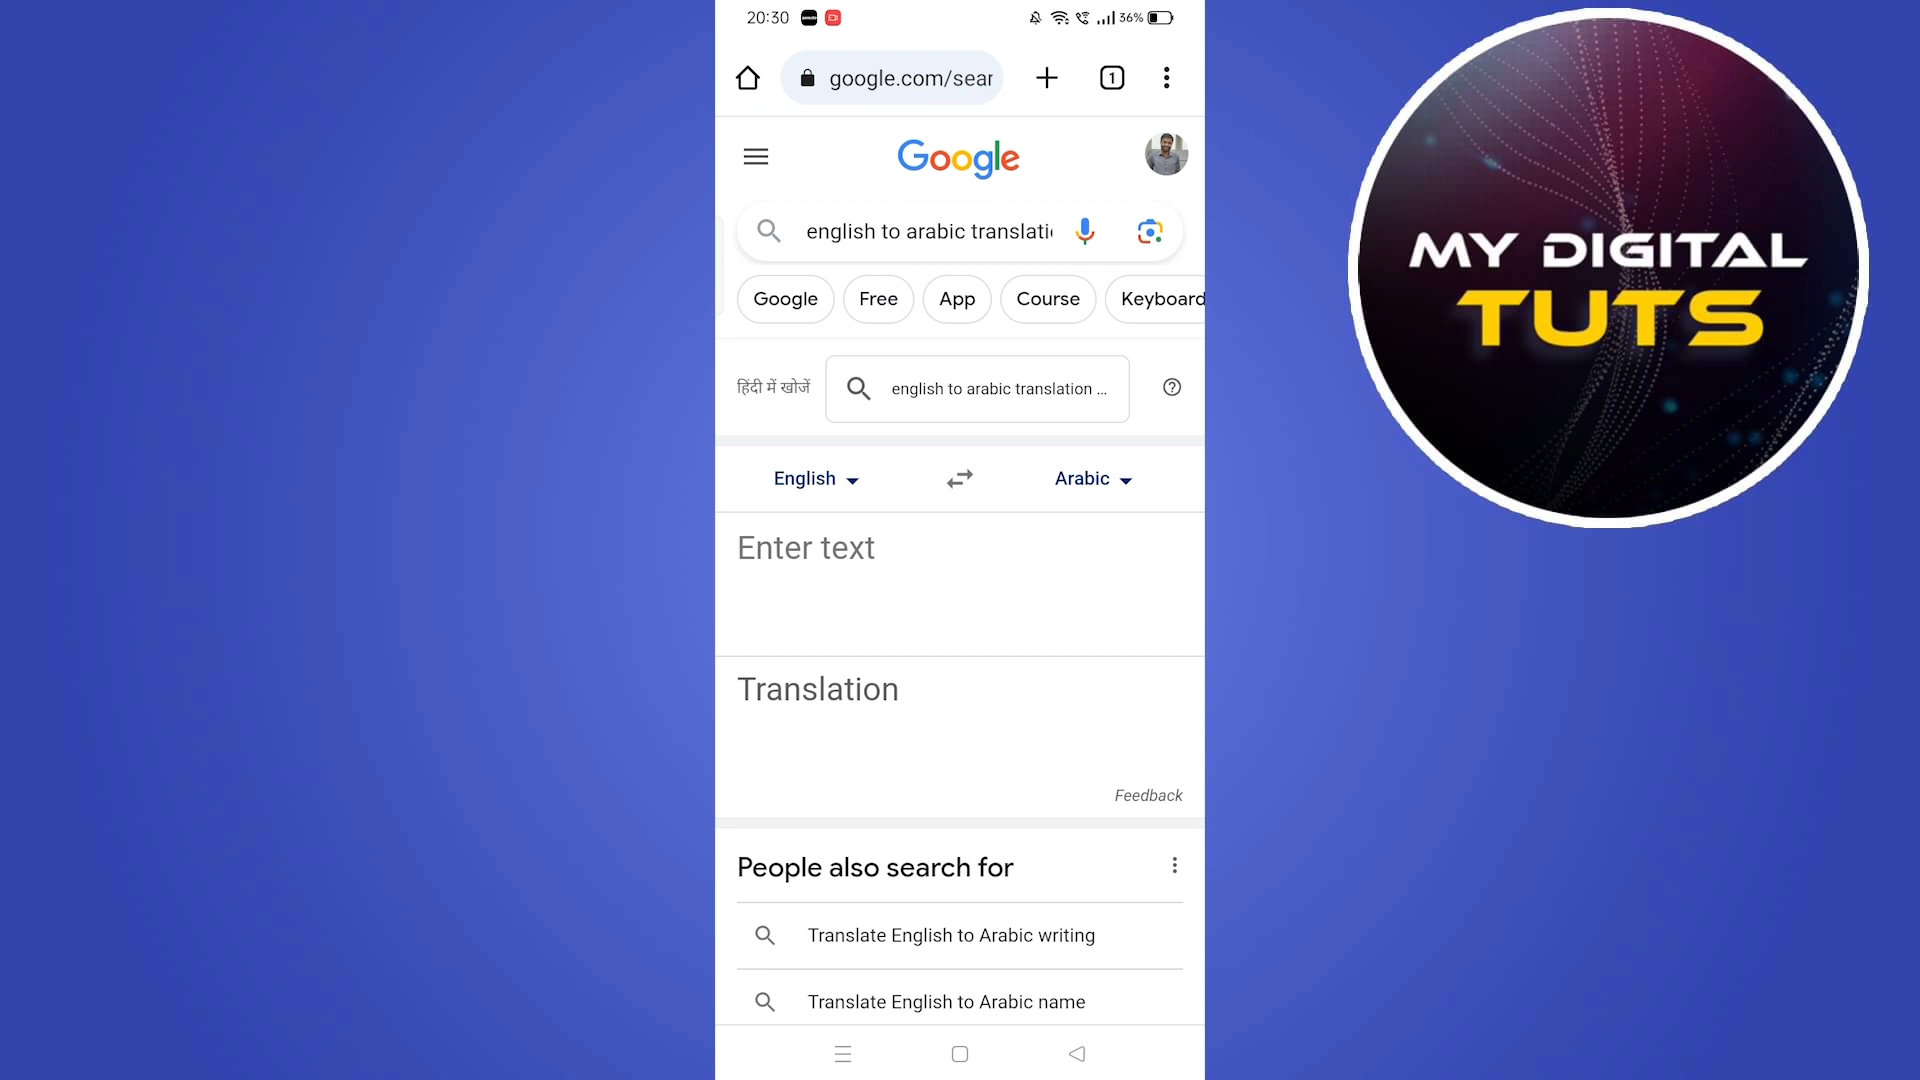 20:30
36%
google.com/sear
1
Google
english to arabic translati
Google
Free
App
Course
Keyboard
हिंदी में खोजें
english to arabic translation ...
English
Arabic
Enter text
Translation
Feedback
People also search for
Translate English to Arabic writing
Translate English to Arabic name
MY DIGITAL
TUTS